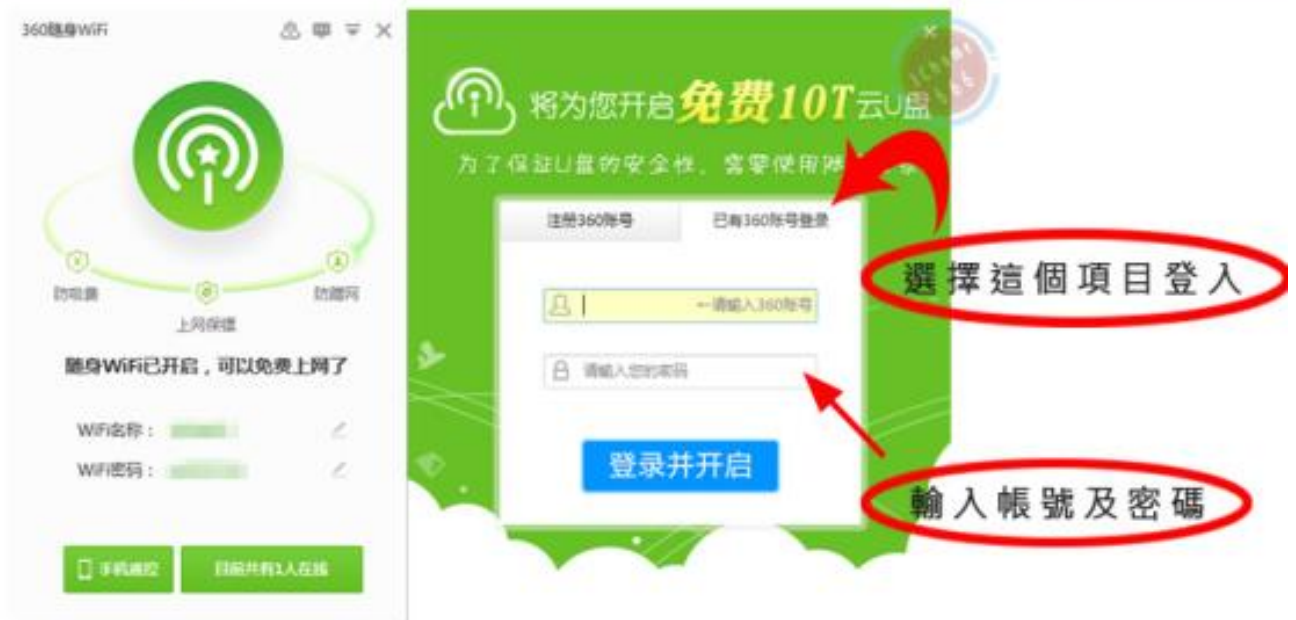 360随身WiFi
防吸费
上网保镖
防蹭网
随身WiFi已开启，可以免费上网了
WiFi名称：
WiFi密码：
手机遥控
目前共有1人在线
将为您开启免费10T云U盘
为了保证U盘的安全性，需要使用
注册360账号
已有360账号登录
←请输入360账号
请输入您的密码
登录并开启
選擇這個項目登入
輸入帳號及密碼